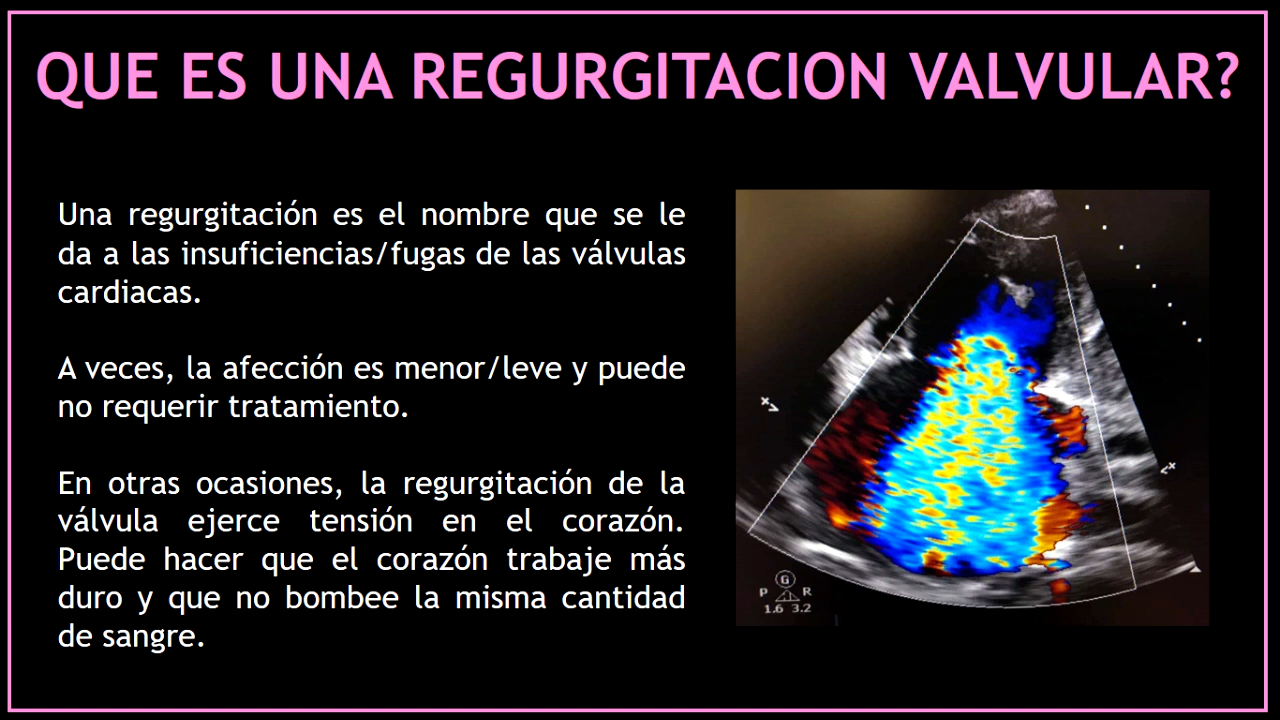 QUE ES UNA REGURGITACION VALVULAR?
Una regurgitación es el nombre que se le
da a las insuficiencias/fugas de las válvulas
cardiacas.
A veces, la afección es menor/leve y puede
no requerir tratamiento.
En otras ocasiones, la regurgitación de la
válvula ejerce tensión en el corazón.
Puede hacer que el corazón trabaje más
duro y que no bombee la misma cantidad
de sangre.
G
P R
1.6 3.2